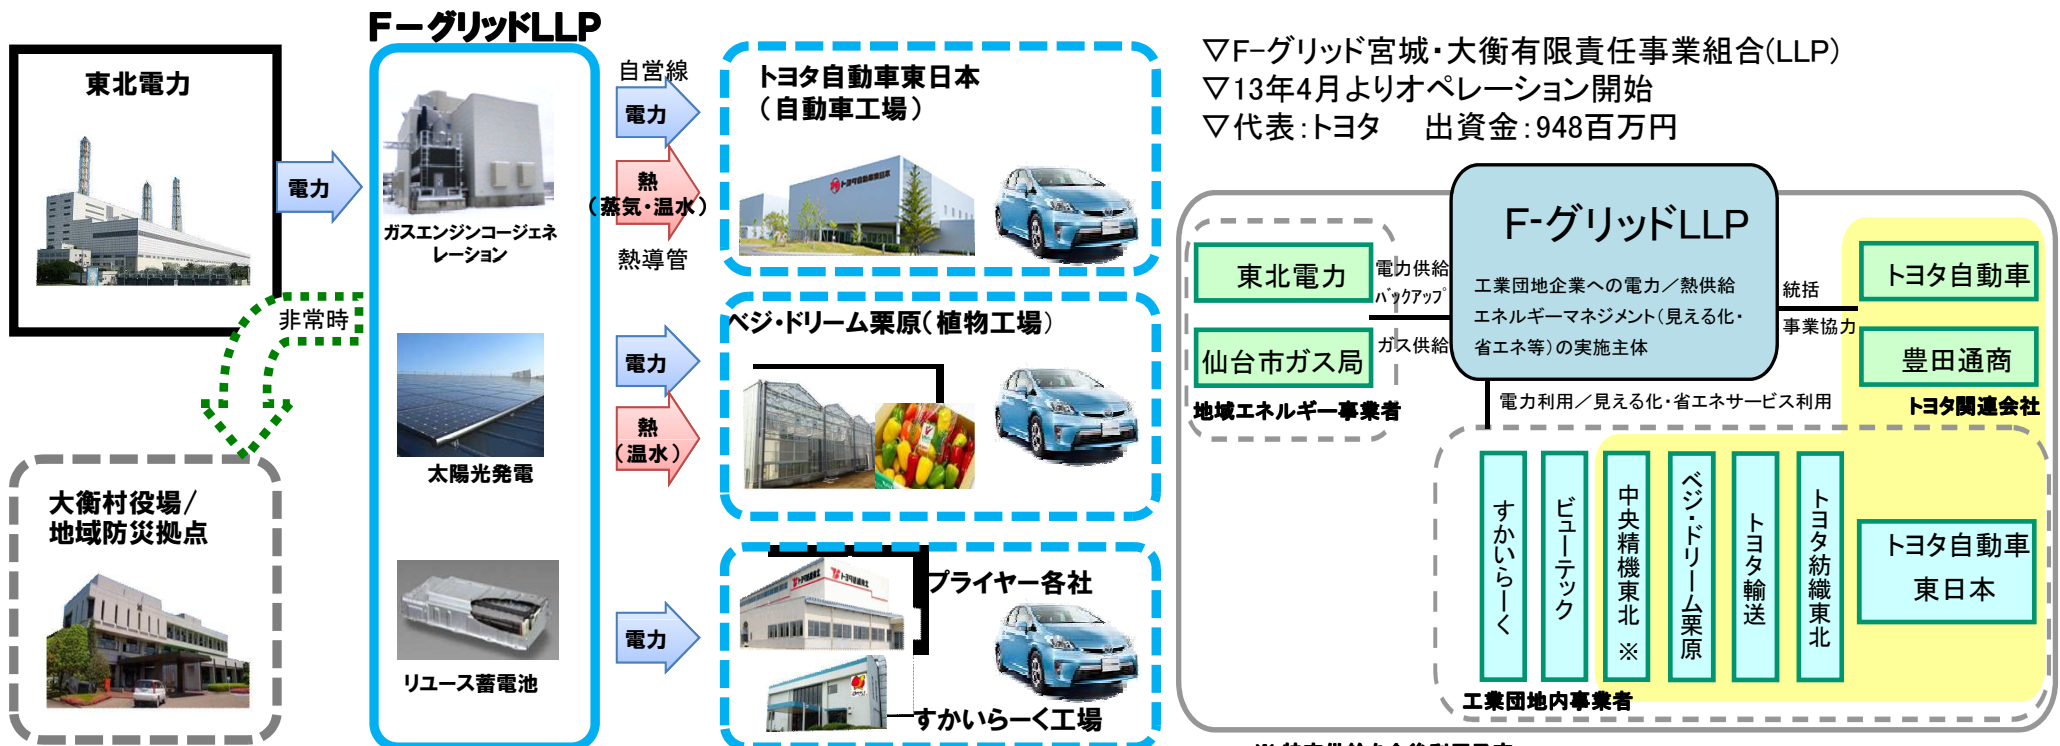 F－グリッドLLP
東北電力
電力
非常時
大衡村役場/
地域防災拠点
ガスエンジンコージェネ
レーション
太陽光発電
リユース蓄電池
自営線
電力
熱
（蒸気・温水）
熱導管
電力
熱
（温水）
電力
トヨタ自動車東日本
（自動車工場）
トヨタ自動車東日本
ベジ・ドリーム栗原（植物工場）
プライヤー各社
すかいらーく工場
▽F-グリッド宮城・大衡有限責任事業組合(LLP)
▽13年4月よりオペレーション開始
▽代表：トヨタ　出資金：948百万円
F-グリッドLLP
工業団地企業への電力／熱供給
エネルギーマネジメント（見える化・
省エネ等）の実施主体
東北電力
仙台市ガス局
地域エネルギー事業者
電力供給
バックアップ
ガス供給
統括
事業協力
トヨタ自動車
豊田通商
トヨタ関連会社
電力利用／見える化・省エネサービス利用
すかいらーく
ビューテック
中央精機東北 ※
ベジ・ドリーム栗原
トヨタ輸送
トヨタ紡織東北
トヨタ自動車
東日本
工業団地内事業者